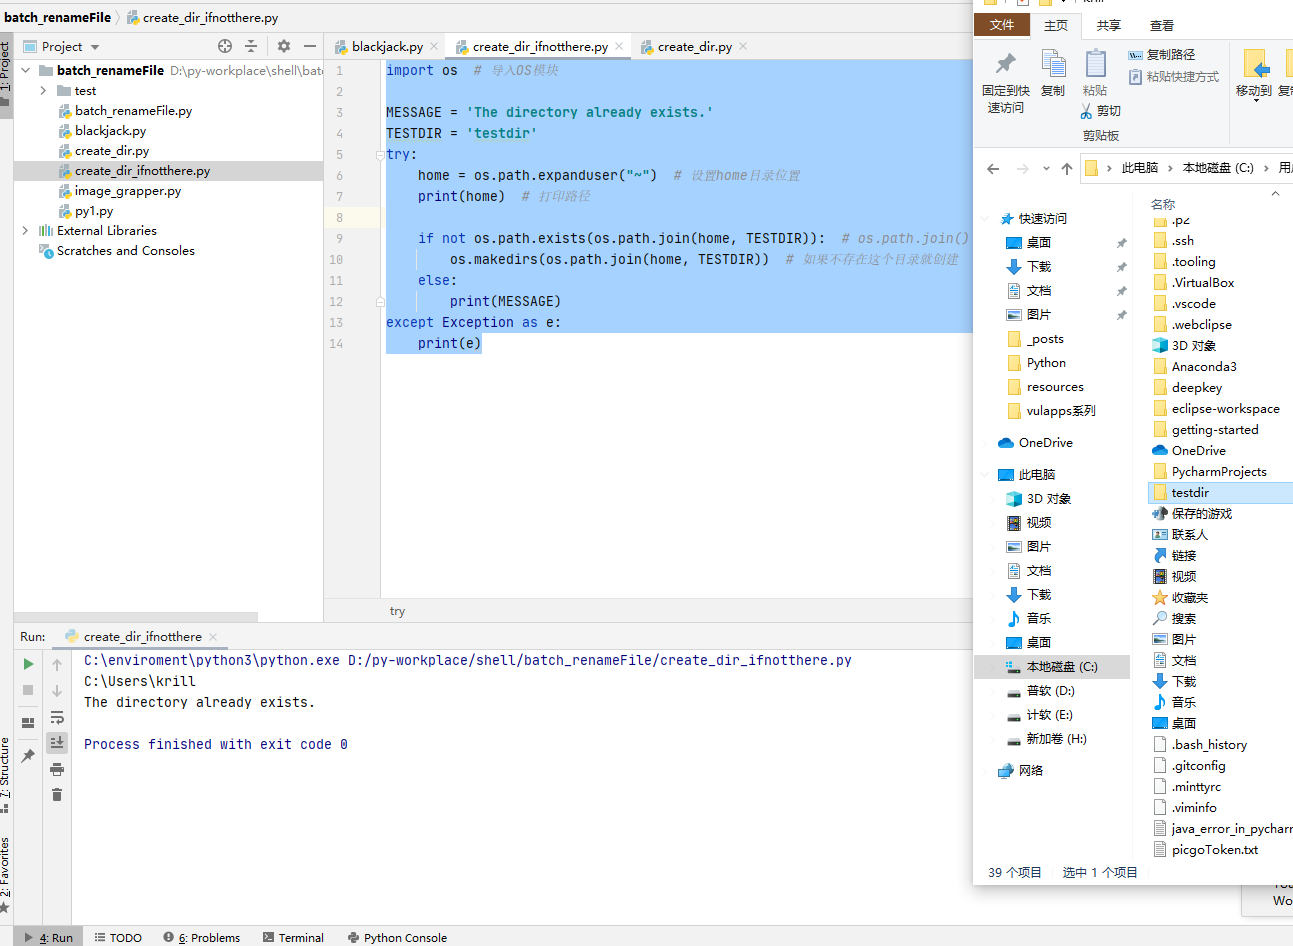 batch_renameFile
create_dir_ifnotthere.py
1: Project
Project
batch_renameFile D:\py-workplace\shell\batc
test
batch_renameFile.py
blackjack.py
create_dir.py
create_dir_ifnotthere.py
image_grapper.py
py1.py
External Libraries
Scratches and Consoles
blackjack.py
create_dir_ifnotthere.py
create_dir.py
1 import os  # 导入OS模块
2
3 MESSAGE = 'The directory already exists.'
4 TESTDIR = 'testdir'
5 try:
6 home = os.path.expanduser("~")  # 设置home目录位置
7 print(home)  # 打印路径
8
9 if not os.path.exists(os.path.join(home, TESTDIR)):  # os.path.join()
10 os.makedirs(os.path.join(home, TESTDIR))  # 如果不存在这个目录就创建
11 else:
12 print(MESSAGE)
13 except Exception as e:
14 print(e)
try
Run:
create_dir_ifnotthere
C:\enviroment\python3\python.exe D:/py-workplace/shell/batch_renameFile/create_dir_ifnotthere.py
C:\Users\krill
The directory already exists.
Process finished with exit code 0
7: Structure
2: Favorites
4: Run
TODO
6: Problems
Terminal
Python Console
文件
主页
共享
查看
固定到快
速访问
复制
粘贴
复制路径
粘贴快捷方式
剪切
剪贴板
移动到
此电脑
本地磁盘 (C:)
快速访问
桌面
下载
文档
图片
_posts
Python
resources
vulapps系列
OneDrive
此电脑
3D 对象
视频
图片
文档
下载
音乐
桌面
本地磁盘 (C:)
普软 (D:)
计软 (E:)
新加卷 (H:)
网络
名称
.p2
.ssh
.tooling
.VirtualBox
.vscode
.webclipse
3D 对象
Anaconda3
deepkey
eclipse-workspace
getting-started
OneDrive
PycharmProjects
testdir
保存的游戏
联系人
链接
视频
收藏夹
搜索
图片
文档
下载
音乐
桌面
.bash_history
.gitconfig
.minttyrc
.viminfo
java_error_in_pycharm
picgoToken.txt
39 个项目
选中 1 个项目
Wo